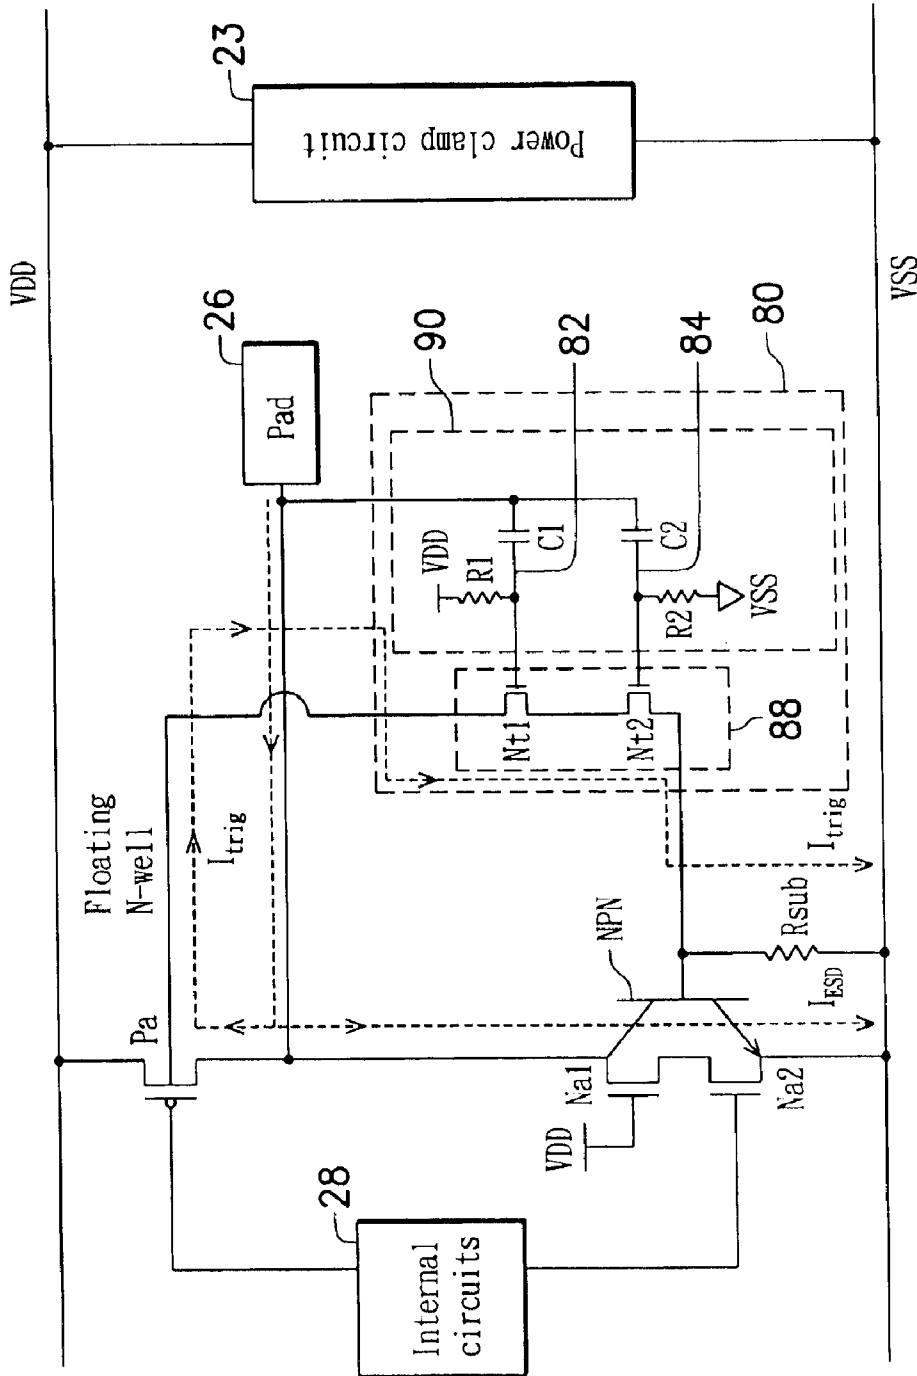 VDD
23
Power clamp circuit
26
Pad
90
82
84
80
VDD
R1
C1
C2
R2
VSS
Nt1
Nt2
88
Floating
N-well
Itrig
Itrig
Pa
NPN
Rsub
IESD
Na1
Na2
VDD
28
Internal
circuits
VSS